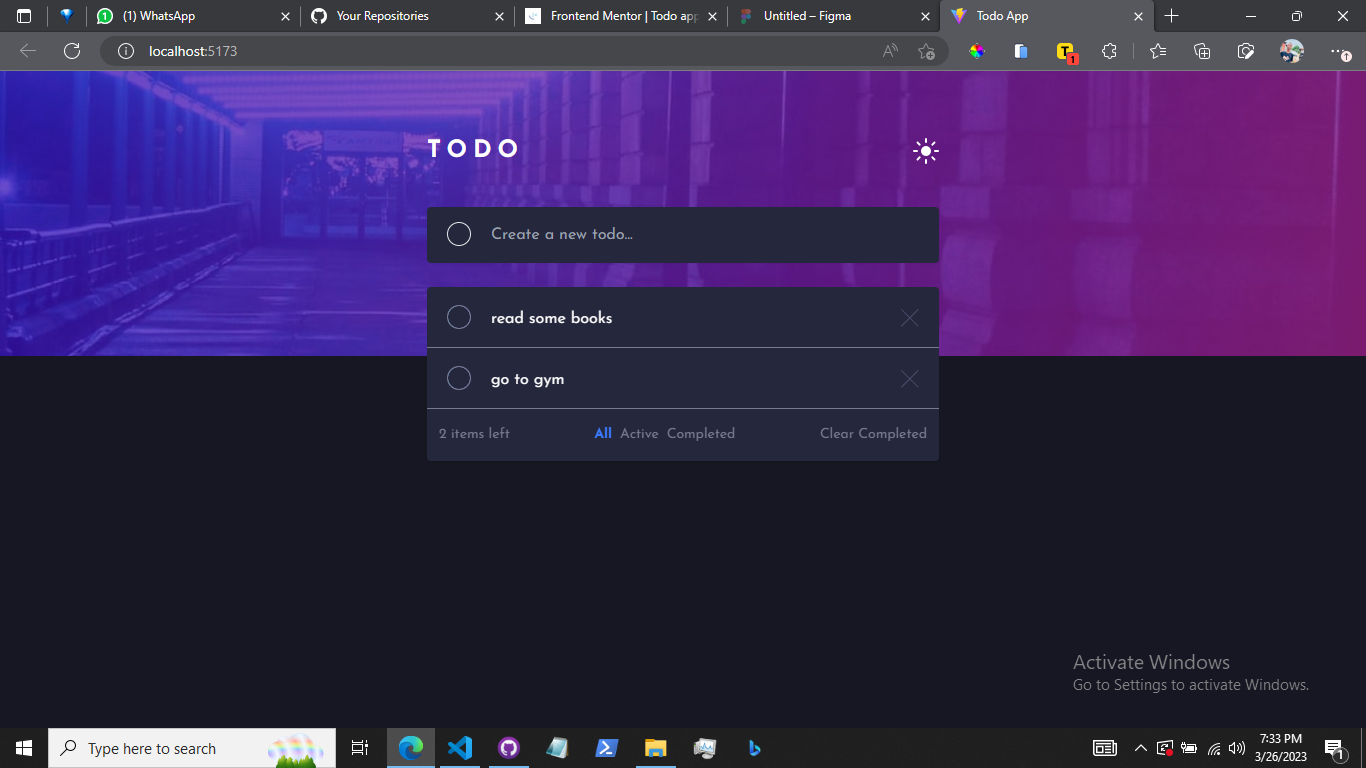 (1) WhatsApp
Your Repositories
Frontend Mentor | Todo app
Untitled – Figma
Todo App
localhost:5173
T
1
TODO
Create a new todo...
read some books
go to gym
2 items left
All Active Completed
Clear Completed
Activate Windows
Go to Settings to activate Windows.
Type here to search
7:33 PM
3/26/2023
1